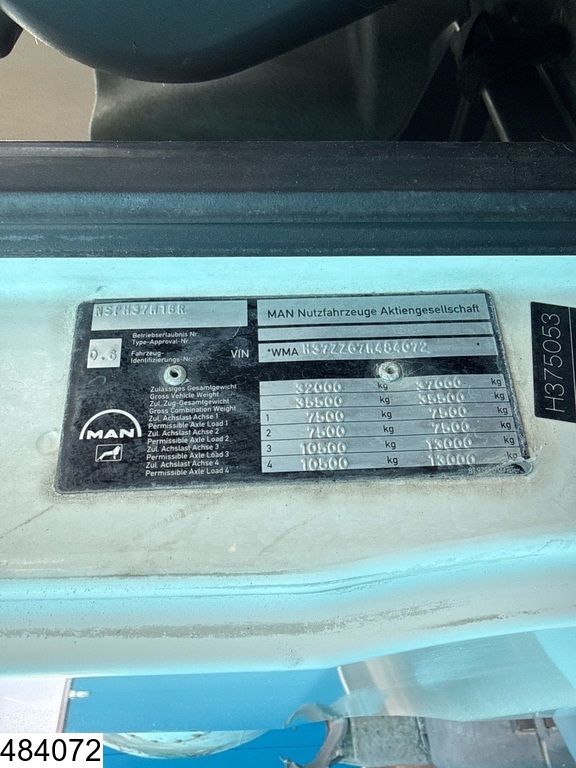 MAN Nutzfahrzeuge Aktiengesellschaft
Betriebserlaubnis Nr.
Type-Approval-Nr.
0.6 Fahrzeug-
Identifizierungs-Nr. VIN *WMA H37ZZ07M484072
Zulässiges Gesamtgewicht
Gross Vehicle Weight 32000 kg 37000 kg
Zul. Zug-Gesamtgewicht
Gross Combination Weight 35500 kg 35500 kg
Zul. Achslast Achse 1
Permissible Axle Load 1 1 7500 kg 7500 kg
Zul. Achslast Achse 2
Permissible Axle Load 2 2 7500 kg 7500 kg
Zul. Achslast Achse 3
Permissible Axle Load 3 3 10500 kg 13000 kg
Zul. Achslast Achse 4
Permissible Axle Load 4 4 10500 kg 13000 kg
MAN
H375053
484072